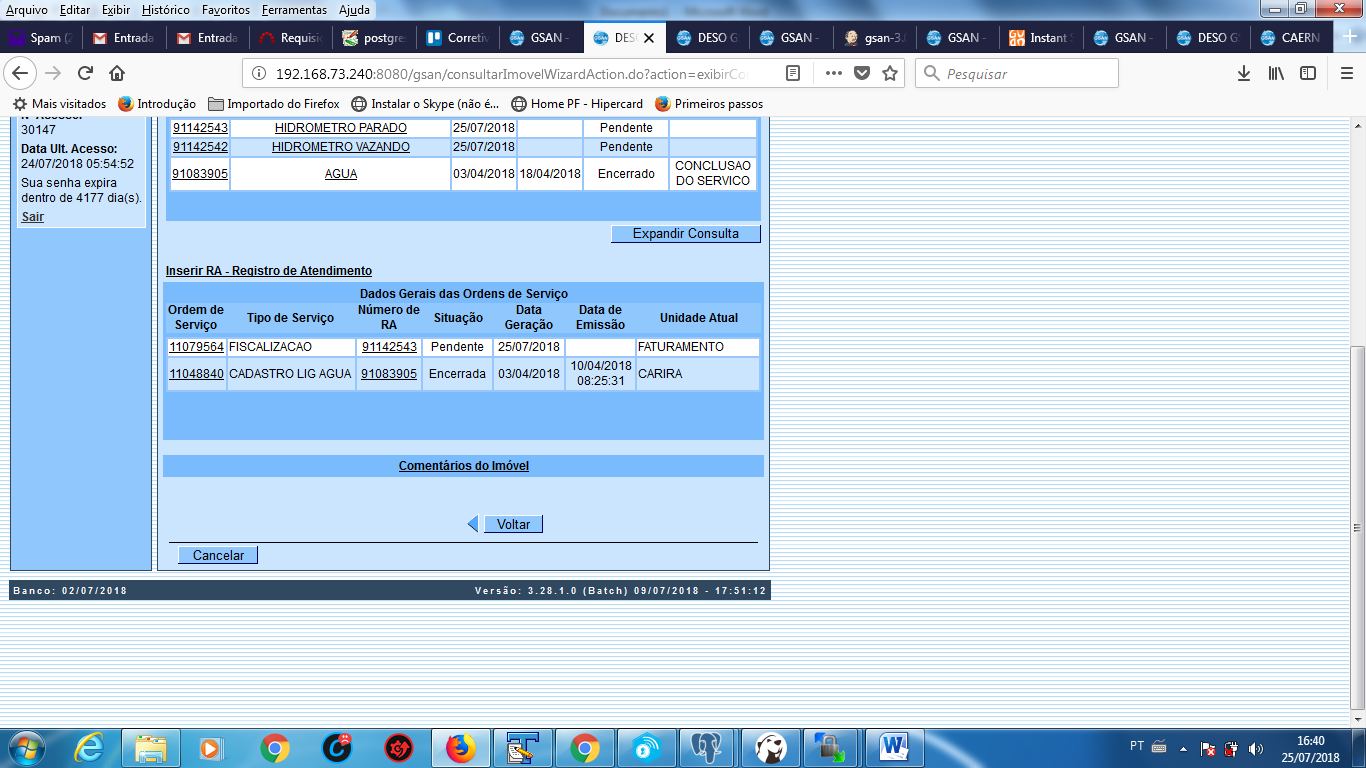 Arquivo Editar Exibir Histórico Favoritos Ferramentas Ajuda
Spam (2 Entrada Entrada Requisi postgre Corretiv GSAN - DESO DESO G GSAN - gsan-3. GSAN - Instant S GSAN - DESO G CAERN
192.168.73.240:8080/gsan/consultarImovelWizardAction.do?action=exibirCo
Pesquisar
Mais visitados Introdução Importado do Firefox Instalar o Skype (não é... Home PF - Hipercard Primeiros passos
30147
Data Ult. Acesso:
24/07/2018 05:54:52
Sua senha expira
dentro de 4177 dia(s).
Sair
91142543 HIDROMETRO PARADO 25/07/2018 Pendente
91142542 HIDROMETRO VAZANDO 25/07/2018 Pendente
91083905 AGUA 03/04/2018 18/04/2018 Encerrado CONCLUSAO DO SERVICO
Expandir Consulta
Inserir RA - Registro de Atendimento
Dados Gerais das Ordens de Serviço
Ordem de Serviço Tipo de Serviço Número de RA Situação Data Geração Data de Emissão Unidade Atual
11079564 FISCALIZACAO 91142543 Pendente 25/07/2018 FATURAMENTO
11048840 CADASTRO LIG AGUA 91083905 Encerrada 03/04/2018 10/04/2018 08:25:31 CARIRA
Comentários do Imóvel
Voltar
Cancelar
Banco: 02/07/2018 Versão: 3.28.1.0 (Batch) 09/07/2018 - 17:51:12
PT 16:40
25/07/2018